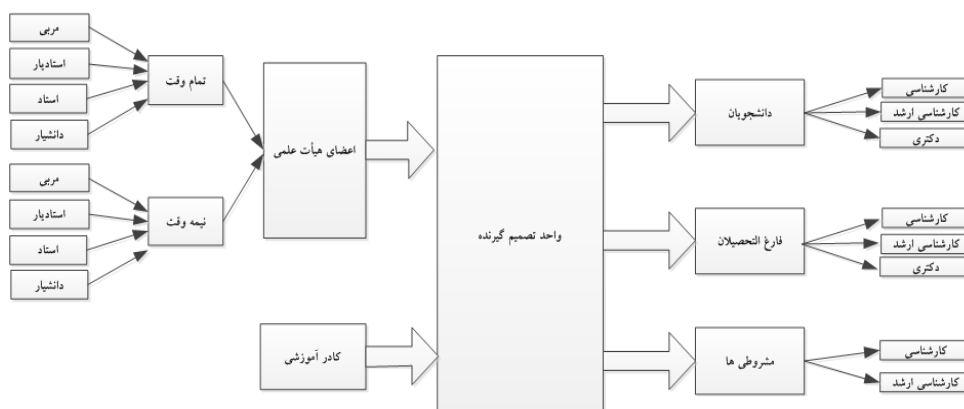 مربی
استادیار
استاد
دانشیار
تمام وقت
مربی
استادیار
استاد
دانشیار
نیمه وقت
اعضای هیأت علمی
کادر آموزشی
واحد تصمیم گیرنده
دانشجویان
کارشناسی
کارشناسی ارشد
دکتری
فارغ التحصیلان
کارشناسی
کارشناسی ارشد
دکتری
مشروطی ها
کارشناسی
کارشناسی ارشد